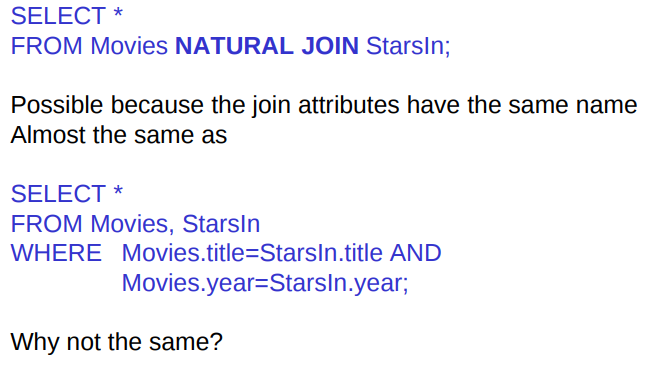 SELECT *
FROM Movies NATURAL JOIN StarsIn;
Possible because the join attributes have the same name
Almost the same as
SELECT *
FROM Movies, StarsIn
WHERE Movies.title=StarsIn.title AND
Movies.year=StarsIn.year;
Why not the same?